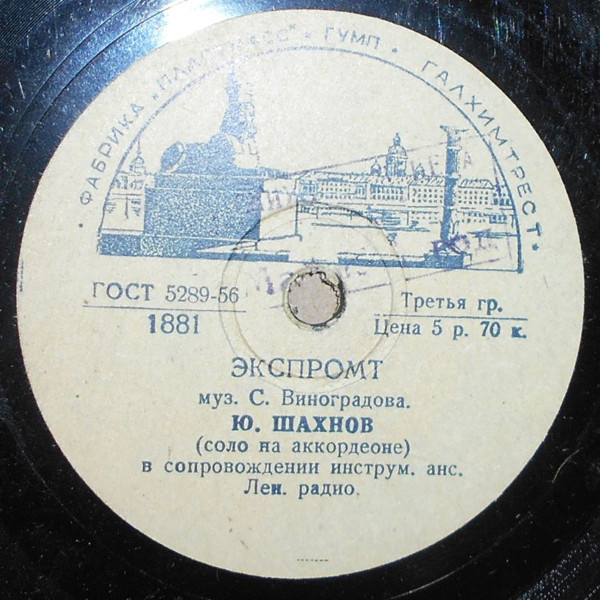 ФАБРИКА "ПЛАСТМАСС" ГУМП • ГАЛХИМТРЕСТ
ГОСТ 5289-56
1881
Третья гр.
Цена 5 р. 70 к.
ЭКСПРОМТ
муз. С. Виноградова.
Ю. ШАХНОВ
(соло на аккордеоне)
в сопровождении инструм. анс.
Лен. радио.